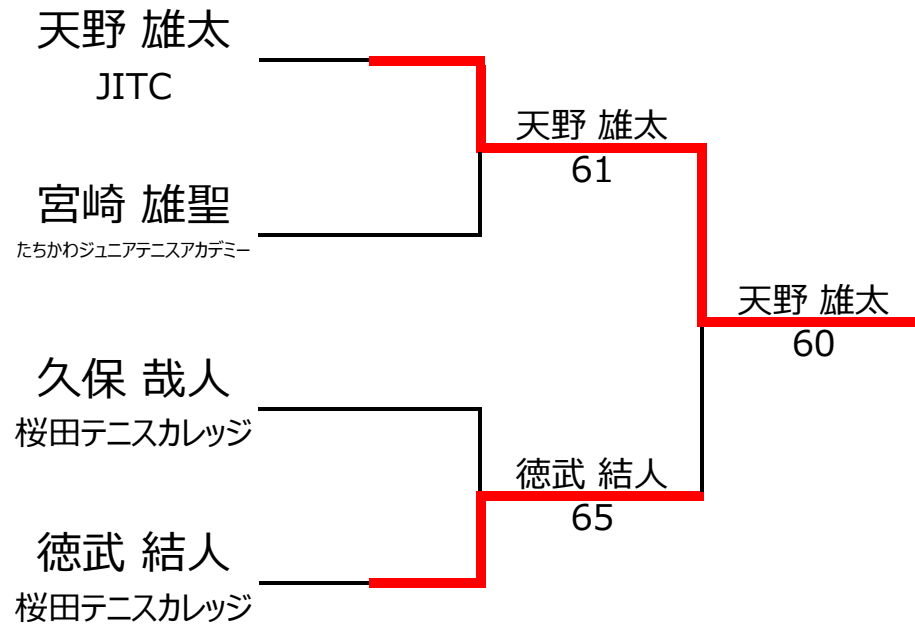 天野 雄太
JITC
宮崎 雄聖
たちかわジュニアテニスアカデミー
久保 哉人
桜田テニスカレッジ
徳武 結人
桜田テニスカレッジ
天野 雄太
61
徳武 結人
65
天野 雄太
60